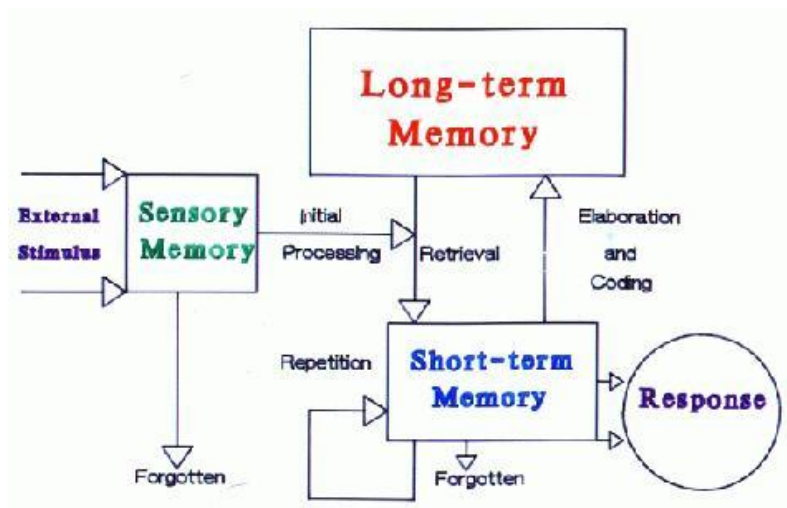 Long-term
Memory
External
Stimulus
Sensory
Memory
Initial
Processing
Retrieval
Elaboration
and
Coding
Repetition
Short-term
Memory
Response
Forgotten
Forgotten